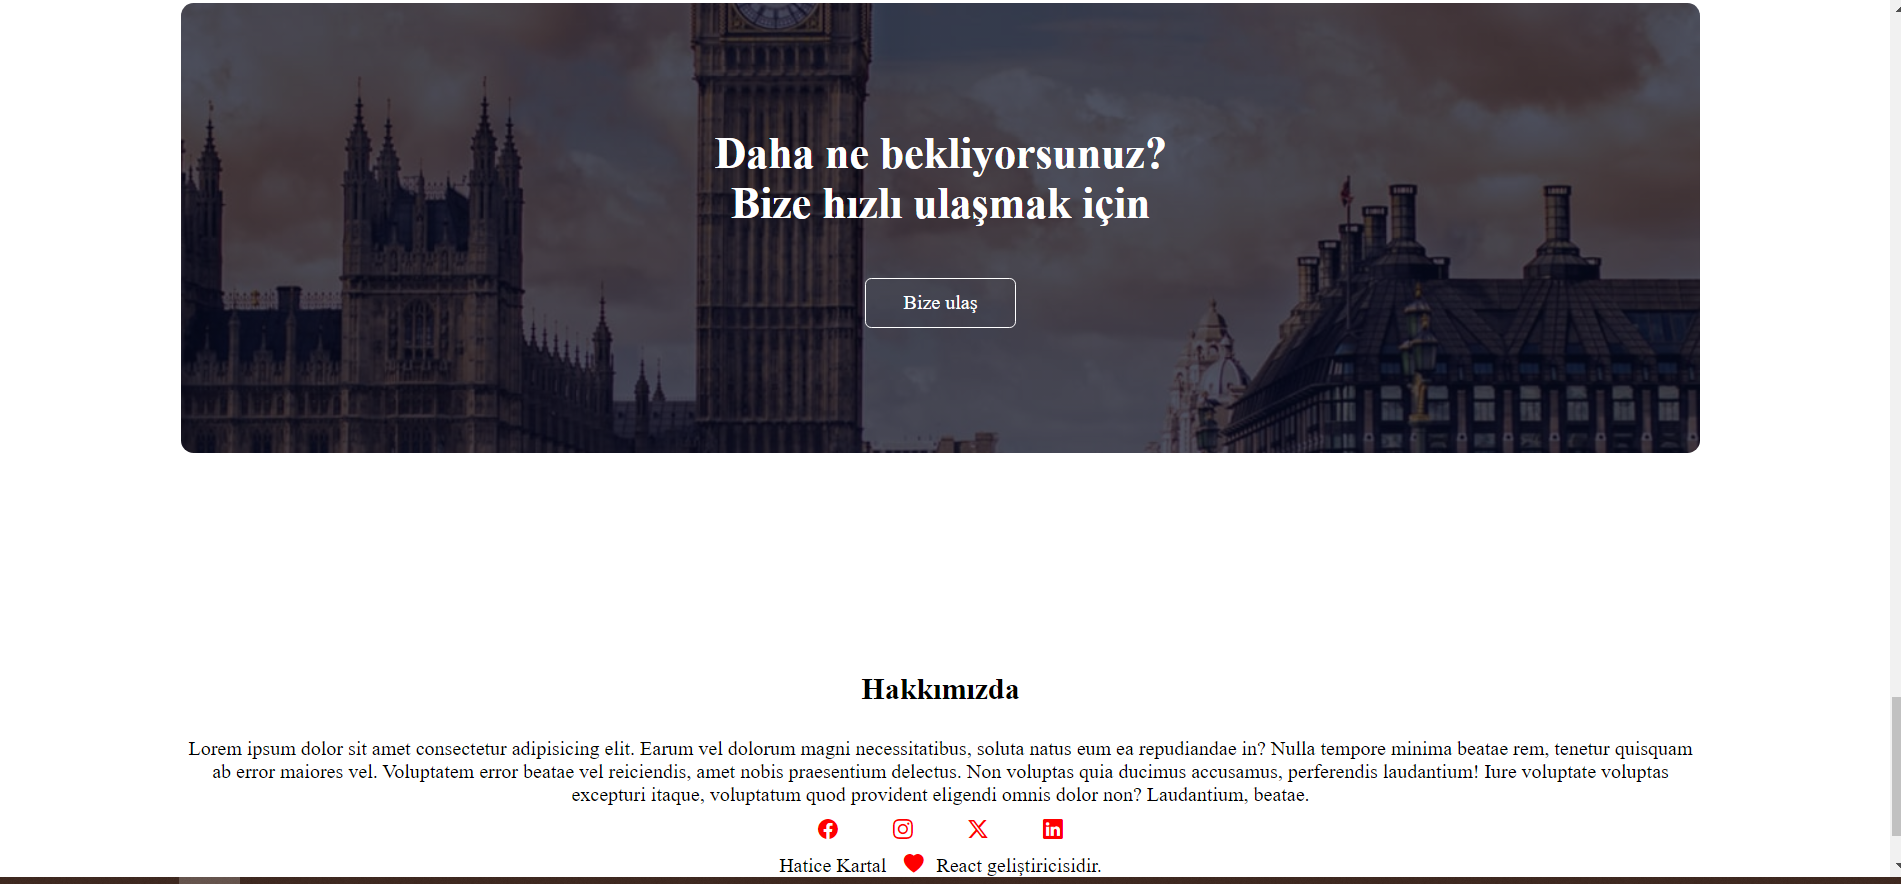 Daha ne bekliyorsunuz?
Bize hızlı ulaşmak için
Bize ulaş
Hakkımızda
Lorem ipsum dolor sit amet consectetur adipisicing elit. Earum vel dolorum magni necessitatibus, soluta natus eum ea repudiandae in? Nulla tempore minima beatae rem, tenetur quisquam
ab error maiores vel. Voluptatem error beatae vel reiciendis, amet nobis praesentium delectus. Non voluptas quia ducimus accusamus, perferendis laudantium! Iure voluptate voluptas
excepturi itaque, voluptatum quod provident eligendi omnis dolor non? Laudantium, beatae.
Hatice Kartal React geliştiricisidir.